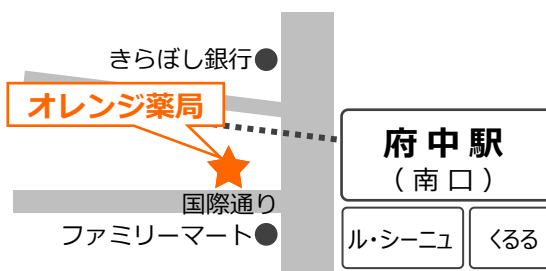 きらぼし銀行
オレンジ薬局
府中駅
（南口）
国際通り
ファミリーマート
ル・シーニュ
くるる